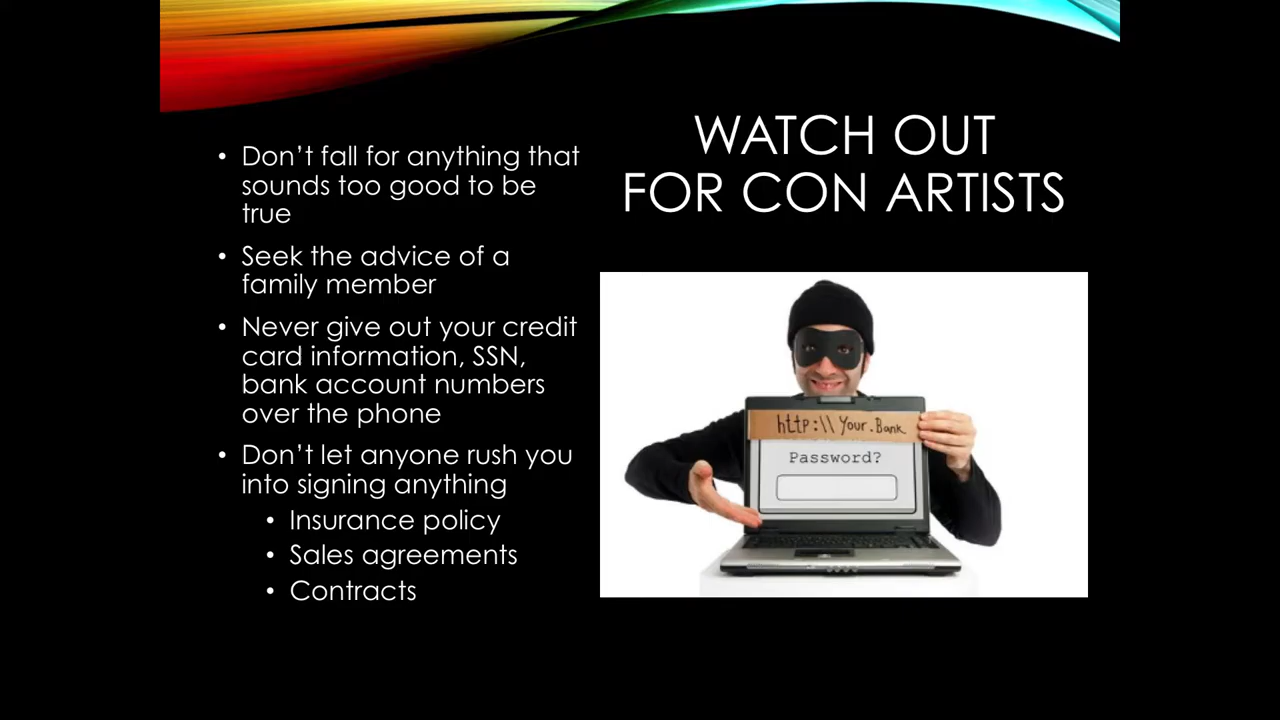 WATCH OUT
FOR CON ARTISTS
• Don’t fall for anything that
sounds too good to be
true
• Seek the advice of a
family member
• Never give out your credit
card information, SSN,
bank account numbers
over the phone
• Don’t let anyone rush you
into signing anything
• Insurance policy
• Sales agreements
• Contracts
http:\\ Your.Bank
Password?